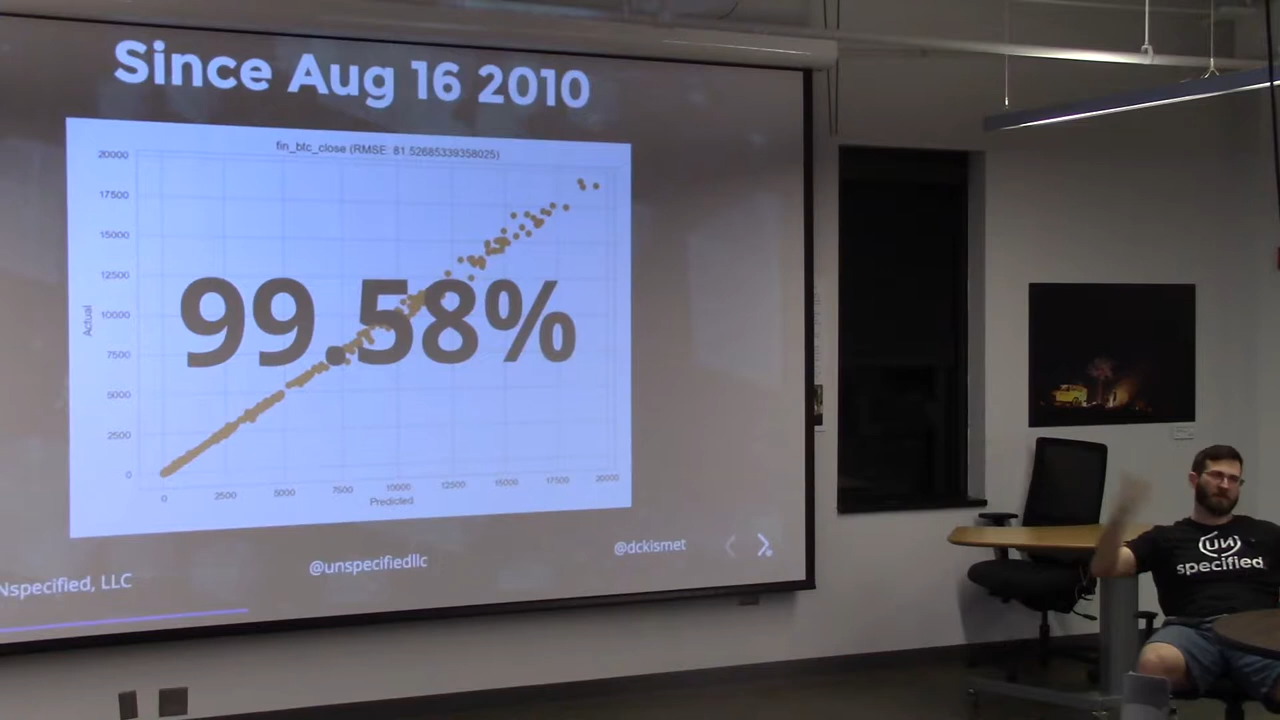 Since Aug 16 2010
fin_btc_close (RMSE: 81.52685339358025)
20000
17500
15000
12500
10000
7500
5000
2500
0
Actual
99.58%
0
2500
5000
7500
10000
12500
15000
17500
20000
Predicted
Nspecified, LLC
@unspecifiedllc
@dckismet
UN
specified